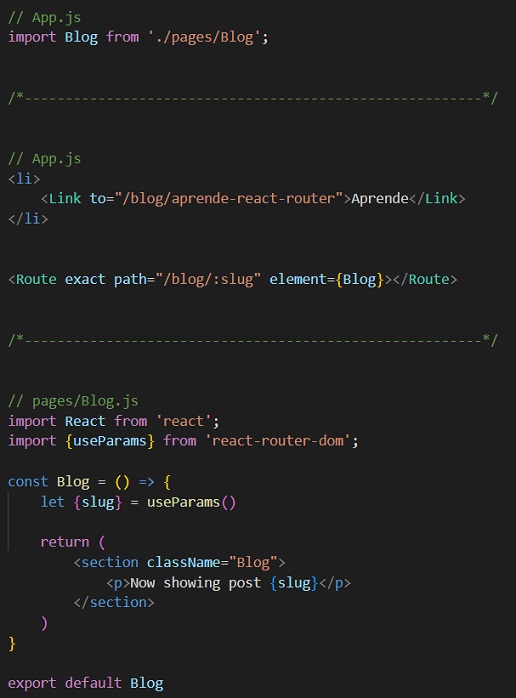 // App.js
import Blog from './pages/Blog';
/*--------------------------------------------------------*/
// App.js
<li>
    <Link to="/blog/aprende-react-router">Aprende</Link>
</li>
<Route exact path="/blog/:slug" element={Blog}></Route>
/*--------------------------------------------------------*/
// pages/Blog.js
import React from 'react';
import {useParams} from 'react-router-dom';
const Blog = () => {
    let {slug} = useParams()
    return (
        <section className="Blog">
            <p>Now showing post {slug}</p>
        </section>
    )
}
export default Blog